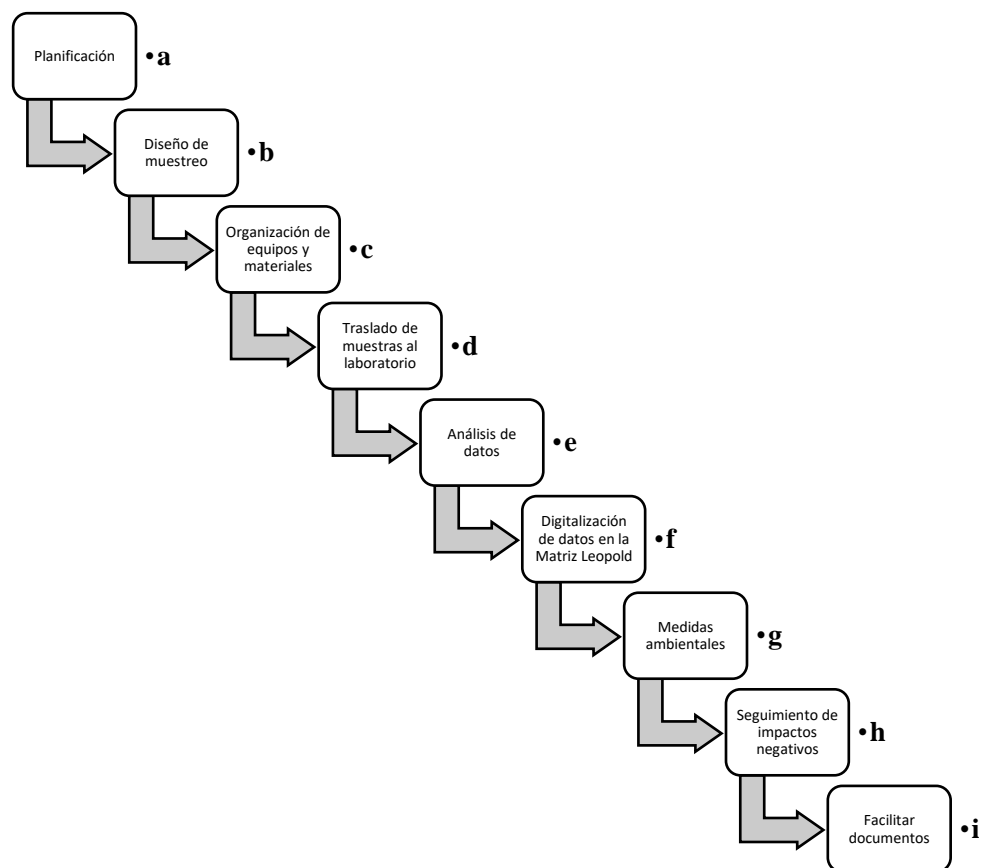 Planificación
•a
Diseño de
muestreo
•b
Organización de
equipos y
materiales
•c
Traslado de
muestras al
laboratorio
•d
Análisis de
datos
•e
Digitalización
de datos en la
Matriz Leopold
•f
Medidas
ambientales
•g
Seguimiento de
impactos
negativos
•h
Facilitar
documentos
•i